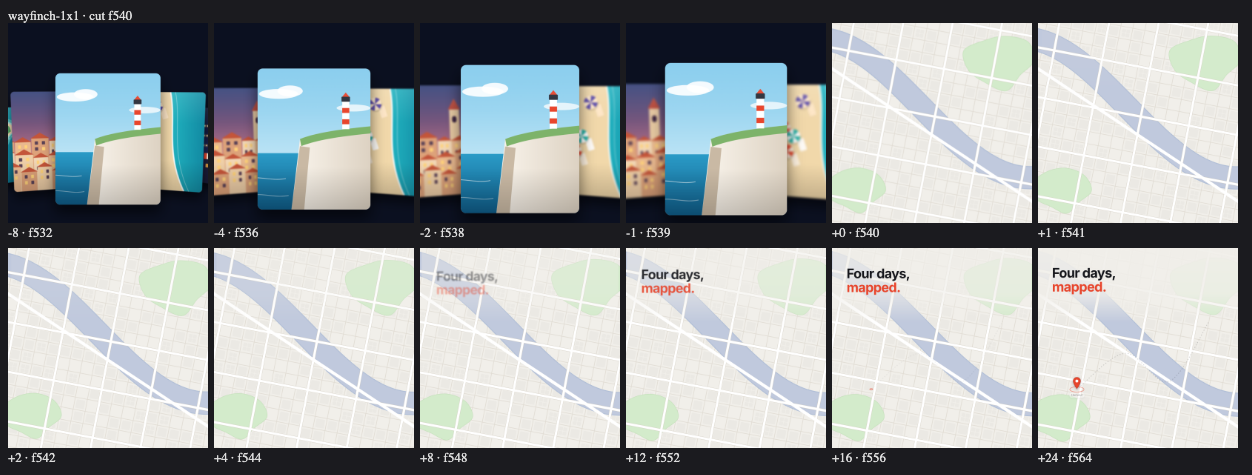 wayfinch-1x1 · cut f540
-8 · f532
-4 · f536
-2 · f538
-1 · f539
+0 · f540
+1 · f541
Four days,
mapped.
Four days,
mapped.
Four days,
mapped.
Four days,
mapped.
+2 · f542
+4 · f544
+8 · f548
+12 · f552
+16 · f556
+24 · f564